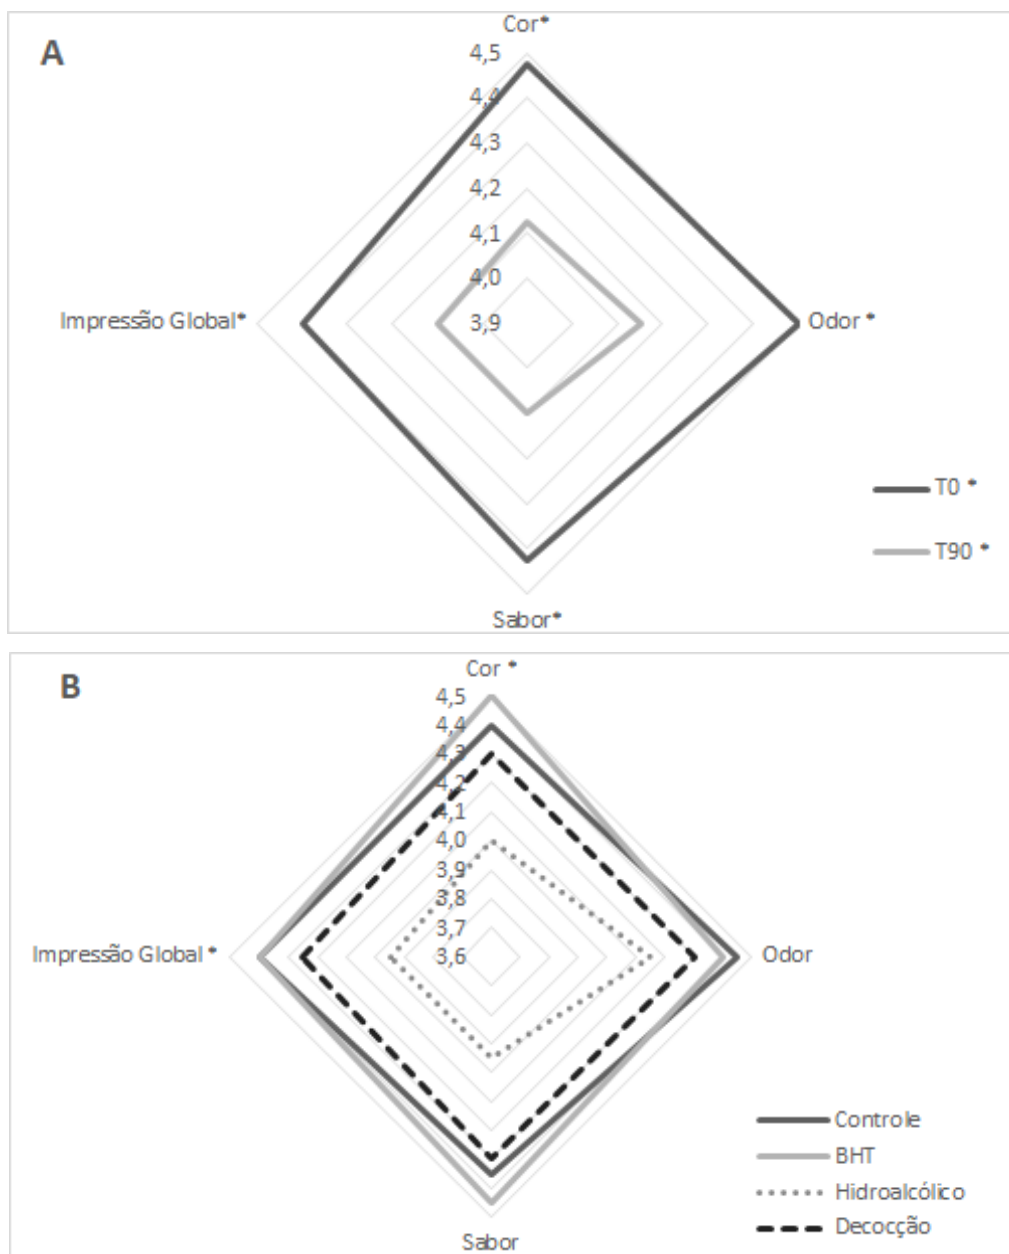 A
Cor*
4,5
4,4
4,3
4,2
4,1
4,0
3,9
Impressão Global*
Odor *
T0 *
T90 *
Sabor*
B
Cor *
4,5
4,4
4,3
4,2
4,1
4,0
3,9
3,8
3,7
3,6
Impressão Global *
Odor
Controle
BHT
Hidroalcólico
Decocção
Sabor